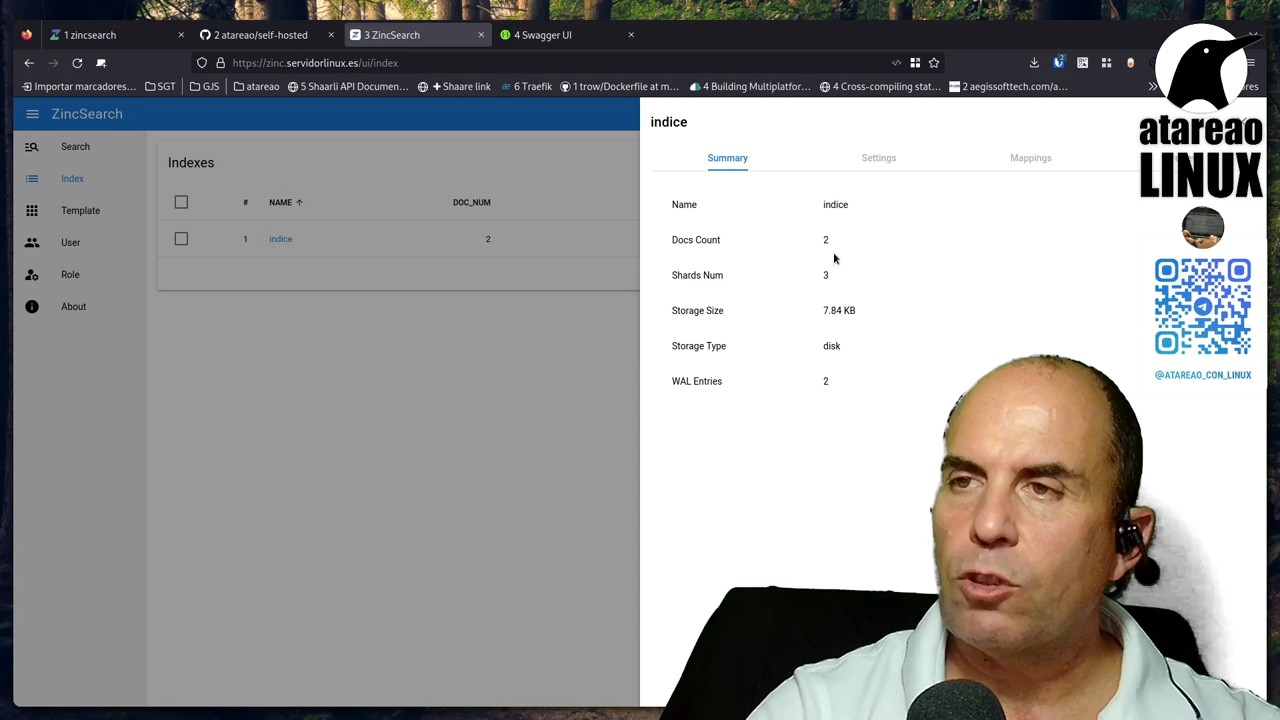 1 zincsearch
2 atareao/self-hosted
3 ZincSearch
4 Swagger UI
https://zinc.servidorlinux.es/ui/index
2
Importar marcadores...
SGT
GJS
atareao
5 Shaarli API Documen...
+ Shaare link
6 Traefik
1 trow/Dockerfile at m...
4 Building Multiplatfor...
4 Cross-compiling stat...
2 aegissofttech.com/a...
ZincSearch
Search
Index
Template
User
Role
About
Indexes
# NAME DOC_NUM
1 indice 2
indice
Summary Settings Mappings
Name indice
Docs Count 2
Shards Num 3
Storage Size 7.84 KB
Storage Type disk
WAL Entries 2
atareao
LINUX
@ATAREAO_CON_LINUX